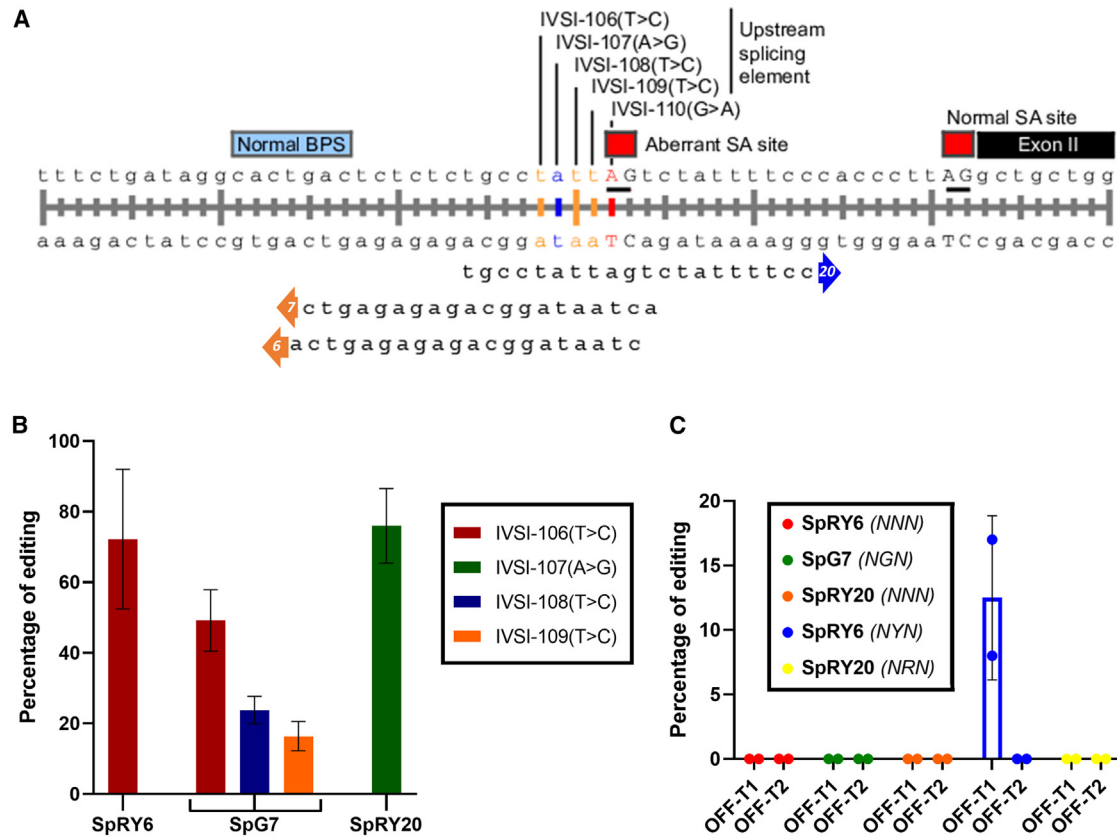 A
IVSI-106(T>C)
IVSI-107(A>G)
IVSI-108(T>C)
IVSI-109(T>C)
IVSI-110(G>A)
Upstream
splicing
element
Normal BPS
Aberrant SA site
Normal SA site
Exon II
tttctgataggcactgactctctctgcctattAGtctattttcccacccttAGgctgctgg
aaagactatccgtgactgagagagacggataaTCagataaaagggtgggaaTCcgacgacc
tgcctattagtctattttcc 20
7 ctgagagagacggataatca
6 actgagagagacggataatc
B
Percentage of editing
100
80
60
40
20
0
SpRY6
SpG7
SpRY20
IVSI-106(T>C)
IVSI-107(A>G)
IVSI-108(T>C)
IVSI-109(T>C)
C
Percentage of editing
20
15
10
5
0
SpRY6 (NNN)
SpG7 (NGN)
SpRY20 (NNN)
SpRY6 (NYN)
SpRY20 (NRN)
OFF-T1
OFF-T2
OFF-T1
OFF-T2
OFF-T1
OFF-T2
OFF-T1
OFF-T2
OFF-T1
OFF-T2